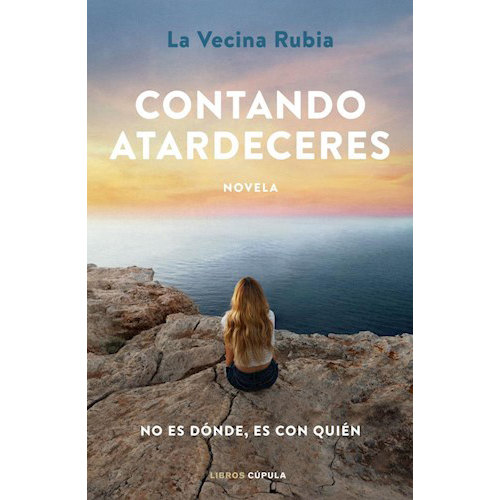 La Vecina Rubia
CONTANDO
ATARDECERES
NOVELA
NO ES DÓNDE, ES CON QUIÉN
LIBROS CÚPULA